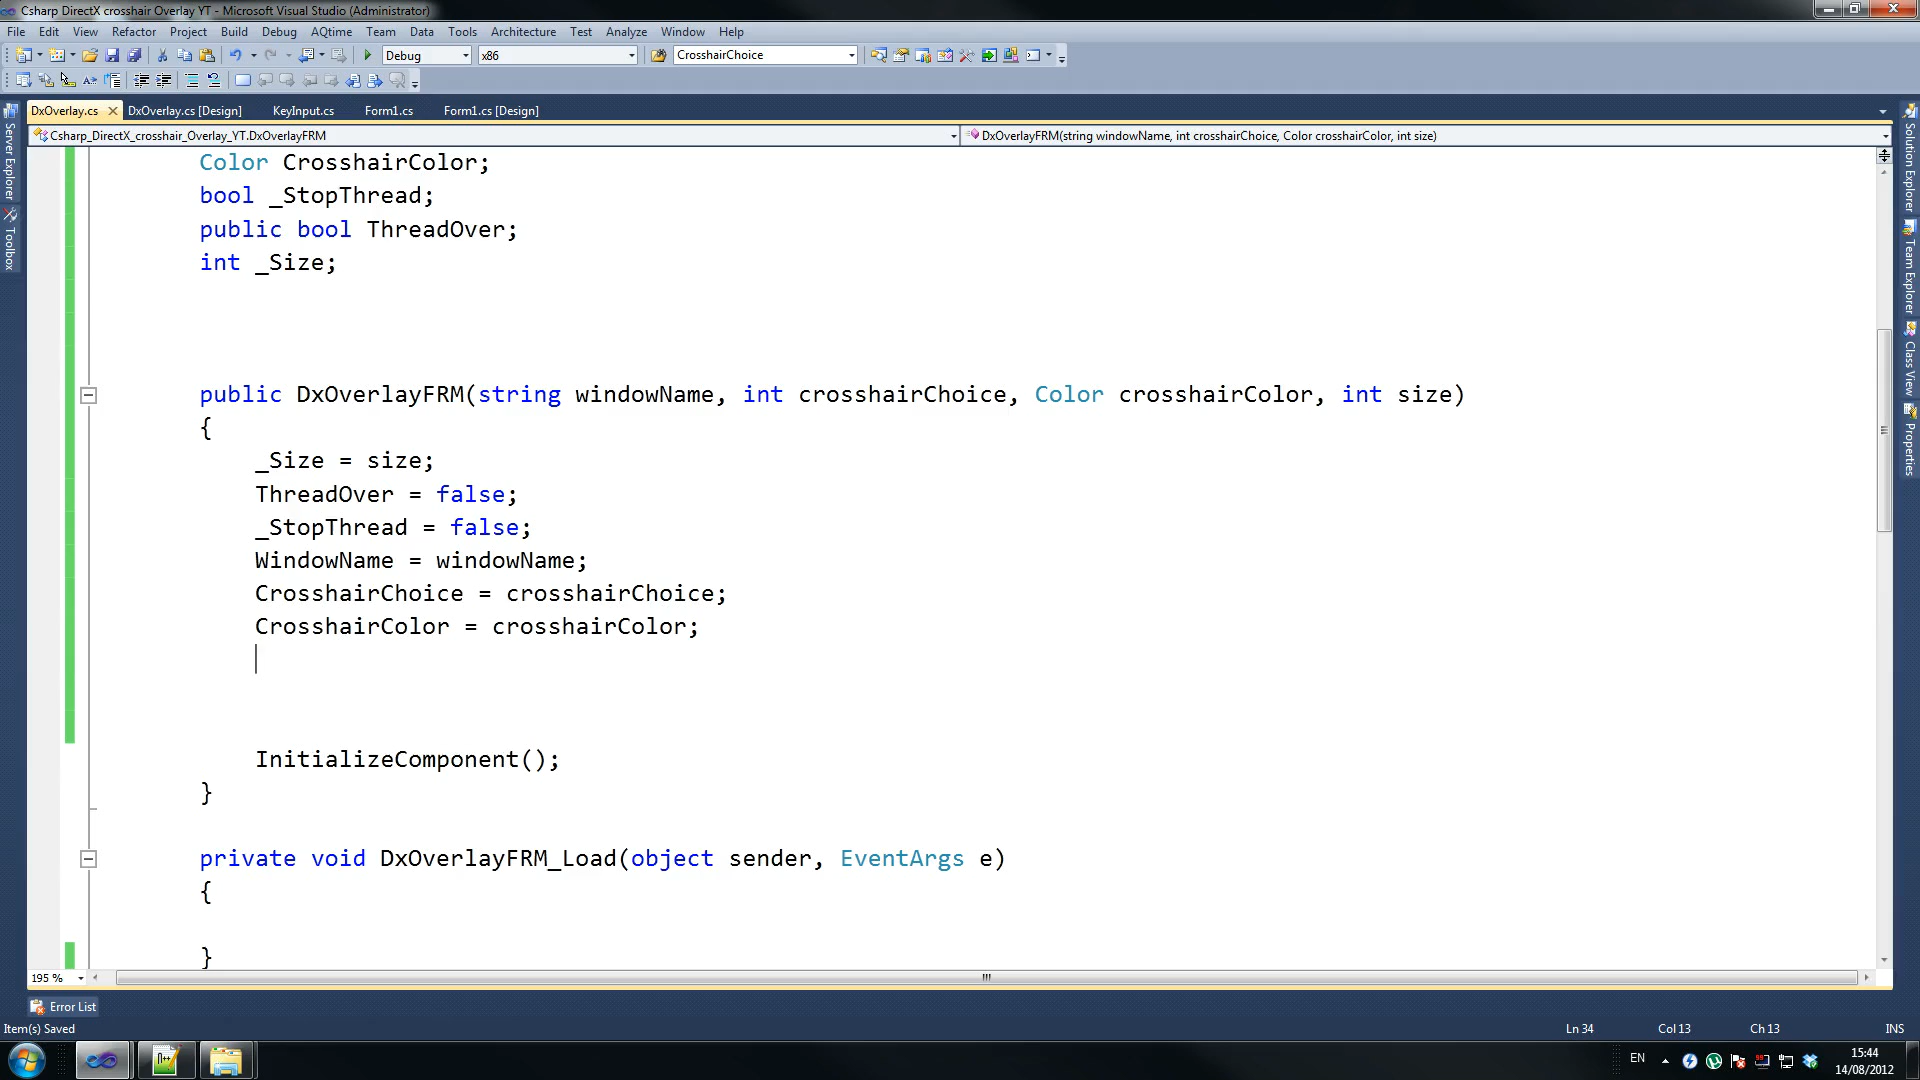 Csharp DirectX crosshair Overlay YT - Microsoft Visual Studio (Administrator)
File Edit View Refactor Project Build Debug AQtime Team Data Tools Architecture Test Analyze Window Help
Debug x86 CrosshairChoice
DxOverlay.cs DxOverlay.cs [Design] KeyInput.cs Form1.cs Form1.cs [Design]
Csharp_DirectX_crosshair_Overlay_YT.DxOverlayFRM DxOverlayFRM(string windowName, int crosshairChoice, Color crosshairColor, int size)
Server Explorer
Toolbox
Color CrosshairColor;
bool _StopThread;
public bool ThreadOver;
int _Size;
public DxOverlayFRM(string windowName, int crosshairChoice, Color crosshairColor, int size)
{
_Size = size;
ThreadOver = false;
_StopThread = false;
WindowName = windowName;
CrosshairChoice = crosshairChoice;
CrosshairColor = crosshairColor;
InitializeComponent();
}
private void DxOverlayFRM_Load(object sender, EventArgs e)
{
}
Solution Explorer
Team Explorer
Class View
Properties
195 %
Error List
Item(s) Saved Ln 34 Col 13 Ch 13 INS
EN 15:44
14/08/2012